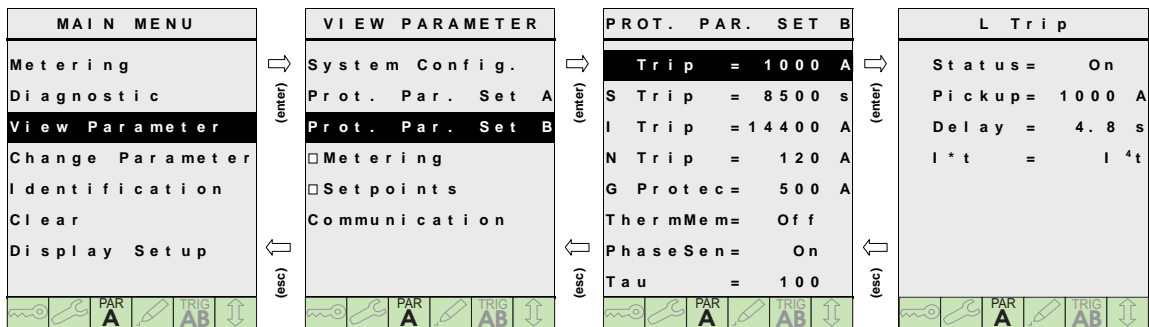 MAIN MENU
Metering
Diagnostic
View Parameter
Change Parameter
Identification
Clear
Display Setup
PAR
A
TRIG
AB
(enter)
(esc)
VIEW PARAMETER
System Config.
Prot. Par. Set A
Prot. Par. Set B
Metering
Setpoints
Communication
PAR
A
TRIG
AB
(enter)
(esc)
PROT. PAR. SET B
Trip = 1000 A
S Trip = 8500 s
I Trip =14400 A
N Trip = 120 A
G Protec= 500 A
ThermMem= Off
PhaseSen= On
Tau = 100
PAR
A
TRIG
AB
(enter)
(esc)
L Trip
Status= On
Pickup= 1000 A
Delay = 4.8 s
I*t = I⁴t
PAR
A
TRIG
AB